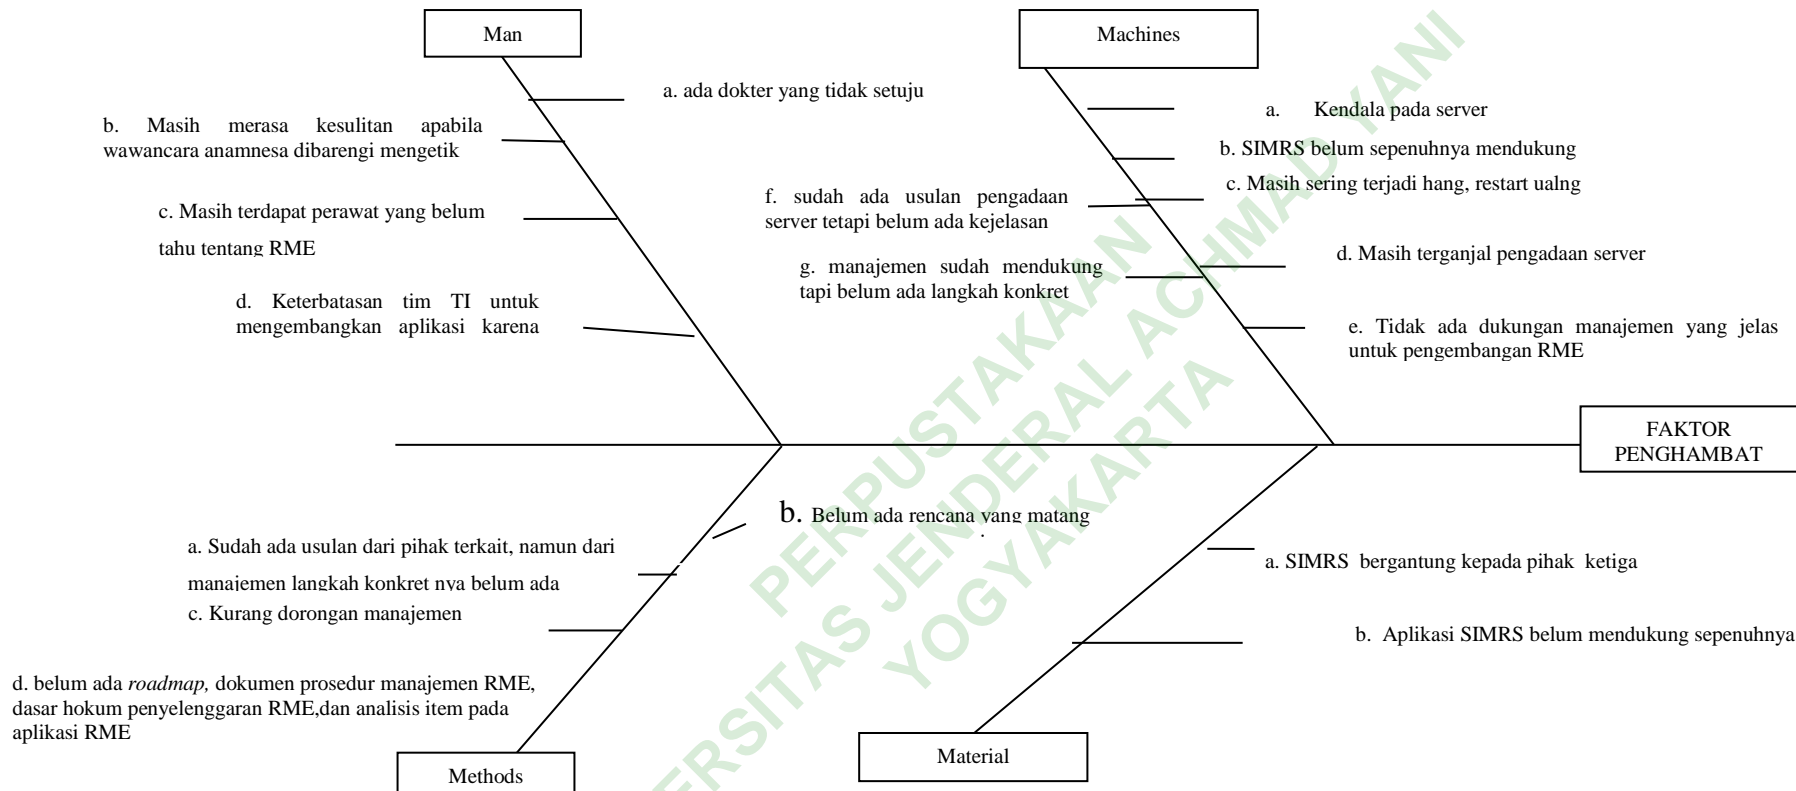 Man
a. ada dokter yang tidak setuju
b. Masih merasa kesulitan apabila
wawancara anamnesa dibarengi mengetik
c. Masih terdapat perawat yang belum
tahu tentang RME
d. Keterbatasan tim TI untuk
mengembangkan aplikasi karena
Machines
a. Kendala pada server
b. SIMRS belum sepenuhnya mendukung
c. Masih sering terjadi hang, restart ualng
f. sudah ada usulan pengadaan
server tetapi belum ada kejelasan
g. manajemen sudah mendukung
tapi belum ada langkah konkret
d. Masih terganjal pengadaan server
e. Tidak ada dukungan manajemen yang jelas
untuk pengembangan RME
FAKTOR
PENGHAMBAT
b. Belum ada rencana yang matang
a. Sudah ada usulan dari pihak terkait, namun dari
manajemen langkah konkret nya belum ada
c. Kurang dorongan manajemen
d. belum ada roadmap, dokumen prosedur manajemen RME,
dasar hokum penyelenggaran RME,dan analisis item pada
aplikasi RME
Methods
a. SIMRS bergantung kepada pihak ketiga
b. Aplikasi SIMRS belum mendukung sepenuhnya
Material
PERPUSTAKAAN
ERSITAS JENDERAL ACHMAD YANI
YOGYAKARTA